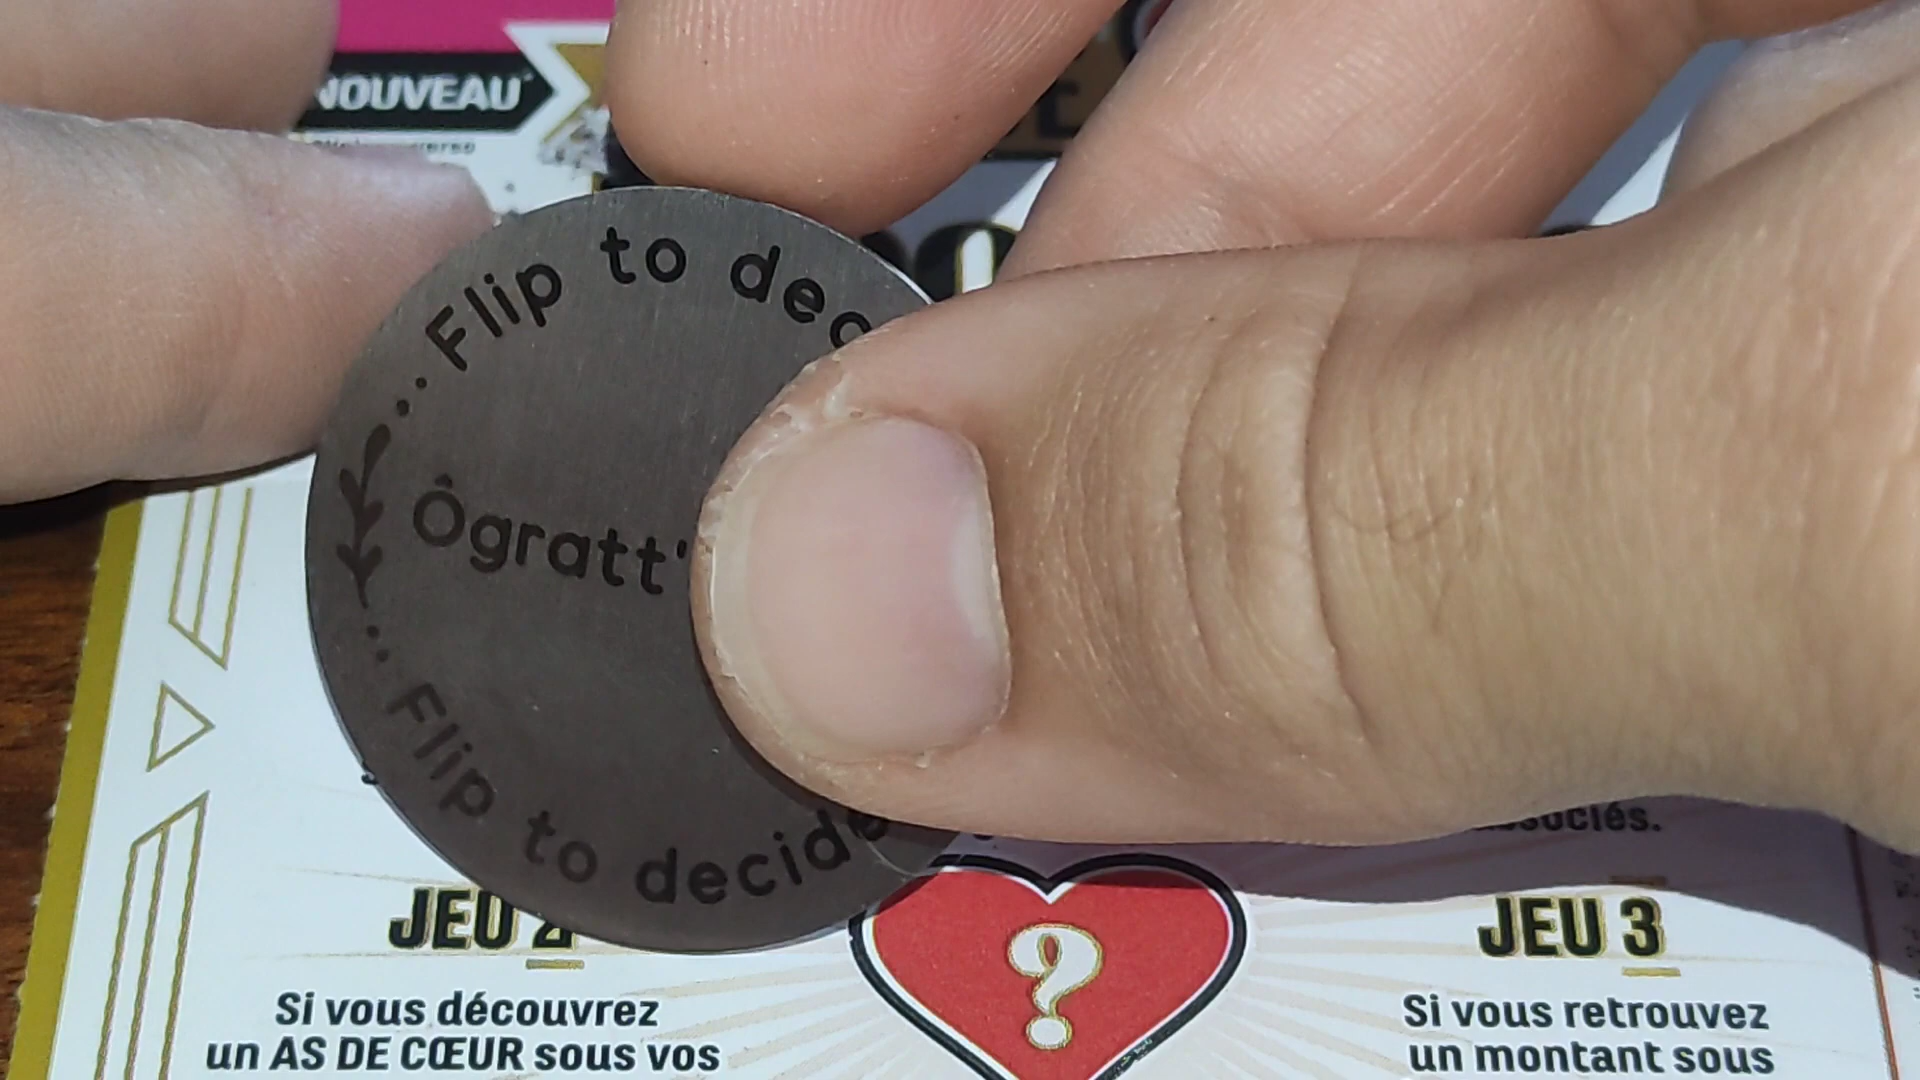 NOUVEAU
Flip to dec
Ôgratt'
Flip to decide
associés.
JEU 2
JEU 3
?
Si vous découvrez
un AS DE CŒUR sous vos
Si vous retrouvez
un montant sous